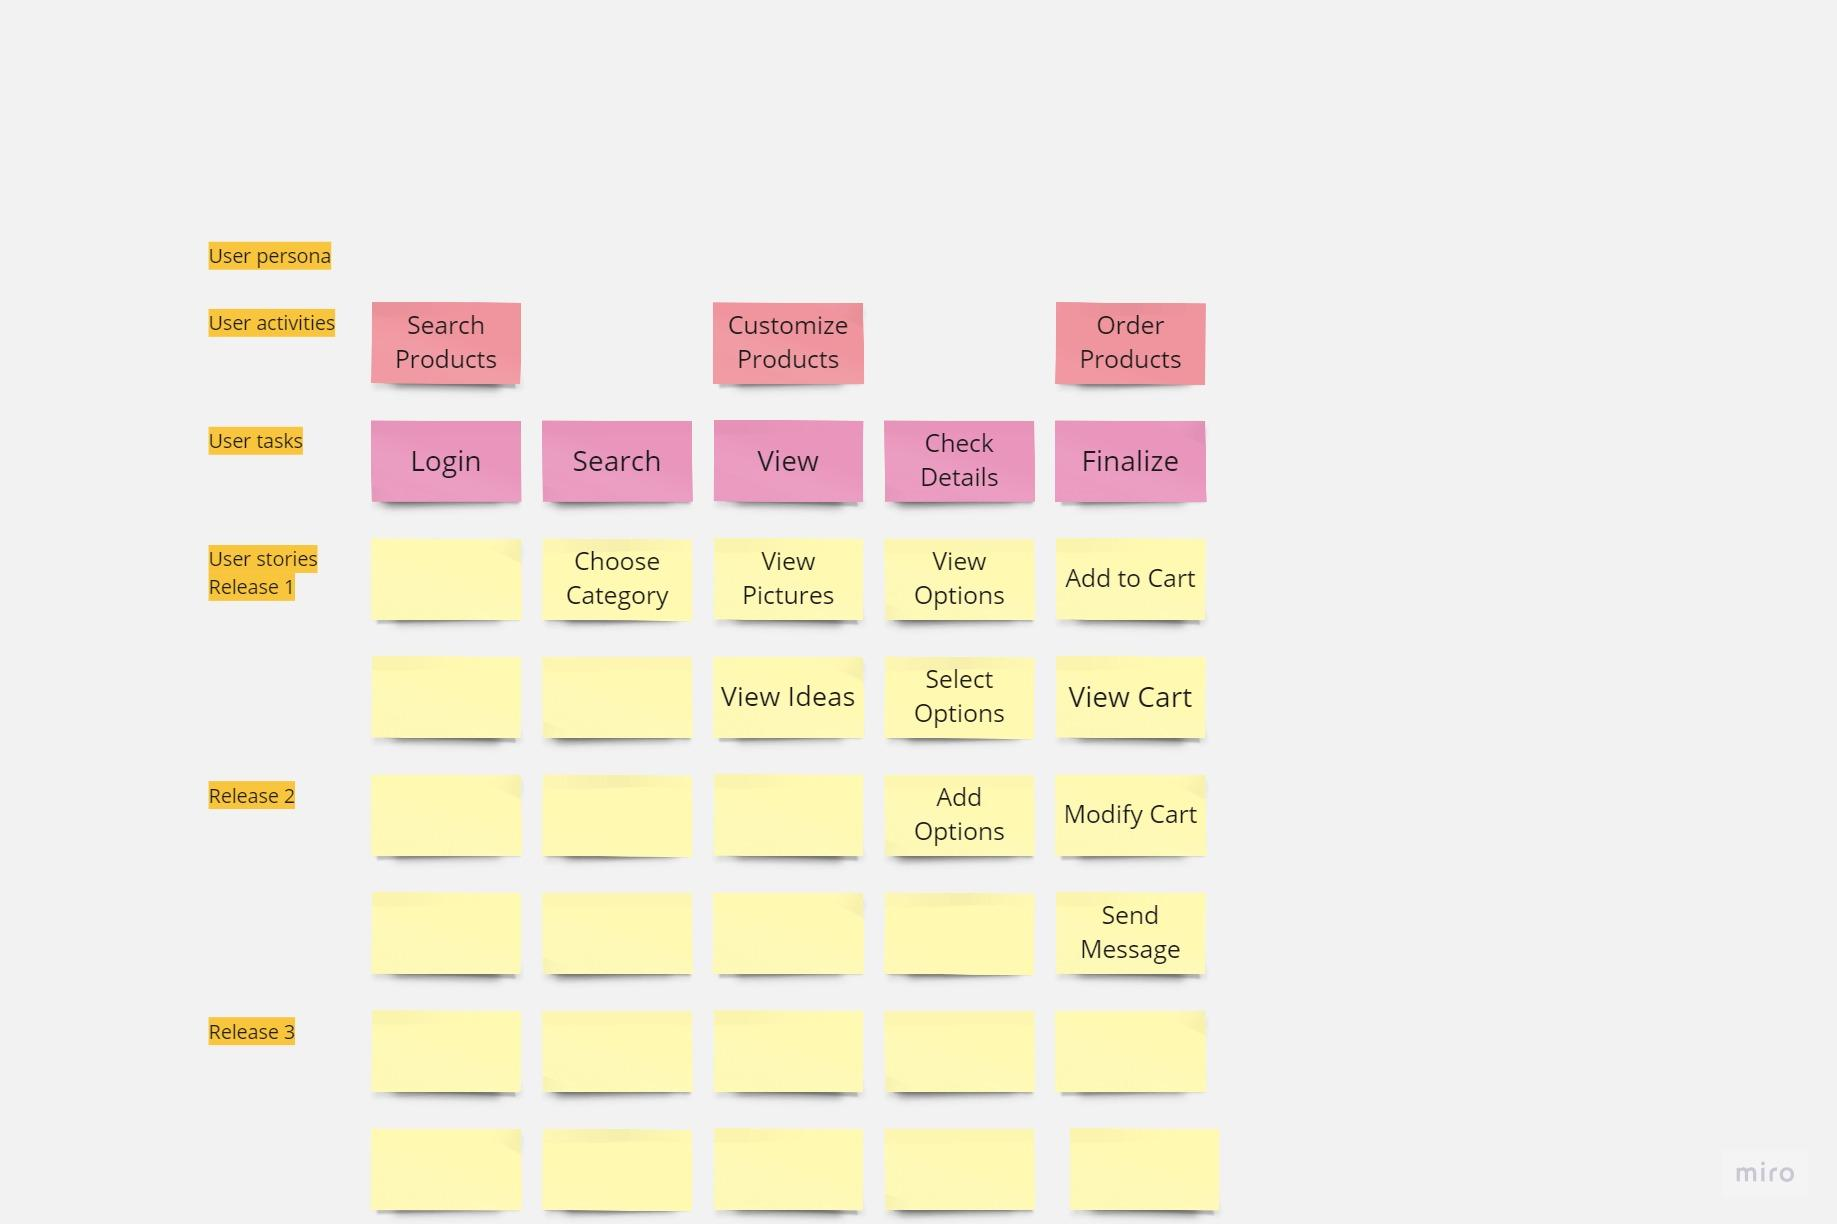 User persona
User activities
Search
Products
Customize
Products
Order
Products
User tasks
Login
Search
View
Check
Details
Finalize
User stories
Release 1
Choose
Category
View
Pictures
View
Options
Add to Cart
View Ideas
Select
Options
View Cart
Release 2
Add
Options
Modify Cart
Send
Message
Release 3
miro